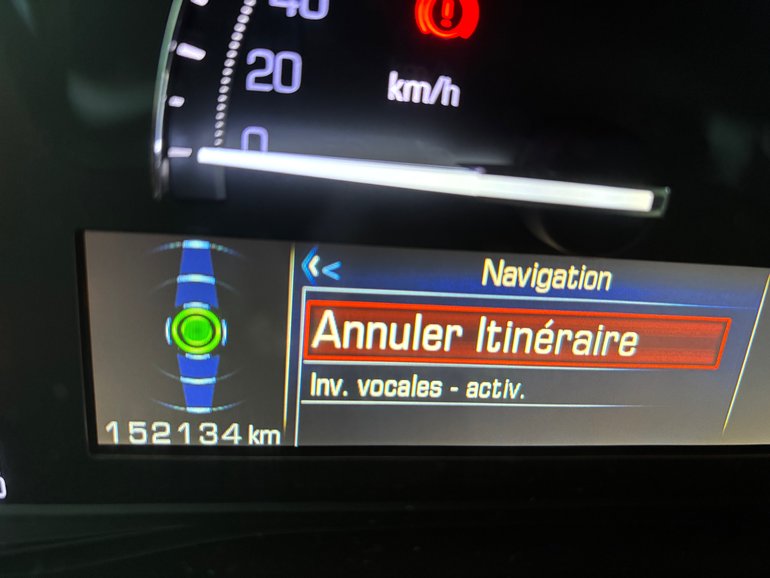 40
20
km/h
0
Navigation
Annuler Itinéraire
Inv. vocales - activ.
152134 km